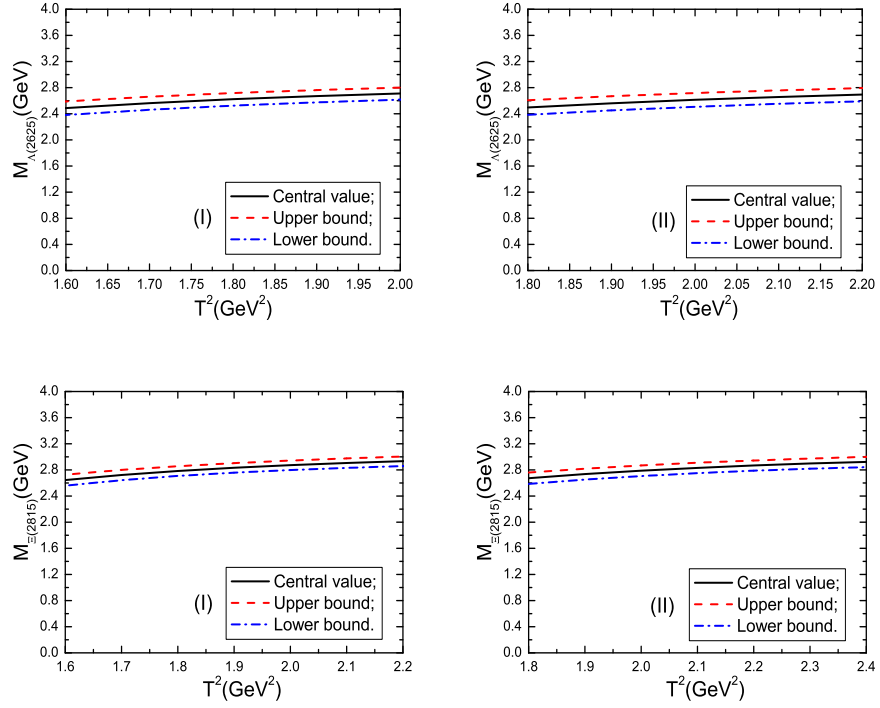 4.0
3.6
3.2
2.8
2.4
2.0
1.6
1.2
0.8
0.4
0.0
M_Λ(2625)(GeV)
(I)
Central value;
Upper bound;
Lower bound.
1.60 1.65 1.70 1.75 1.80 1.85 1.90 1.95 2.00
T²(GeV²)
4.0
3.6
3.2
2.8
2.4
2.0
1.6
1.2
0.8
0.4
0.0
M_Λ(2625)(GeV)
(II)
Central value;
Upper bound;
Lower bound.
1.80 1.85 1.90 1.95 2.00 2.05 2.10 2.15 2.20
T²(GeV²)
4.0
3.6
3.2
2.8
2.4
2.0
1.6
1.2
0.8
0.4
0.0
M_Ξ(2815)(GeV)
(I)
Central value;
Upper bound;
Lower bound.
1.6 1.7 1.8 1.9 2.0 2.1 2.2
T²(GeV²)
4.0
3.6
3.2
2.8
2.4
2.0
1.6
1.2
0.8
0.4
0.0
M_Ξ(2815)(GeV)
(II)
Central value;
Upper bound;
Lower bound.
1.8 1.9 2.0 2.1 2.2 2.3 2.4
T²(GeV²)